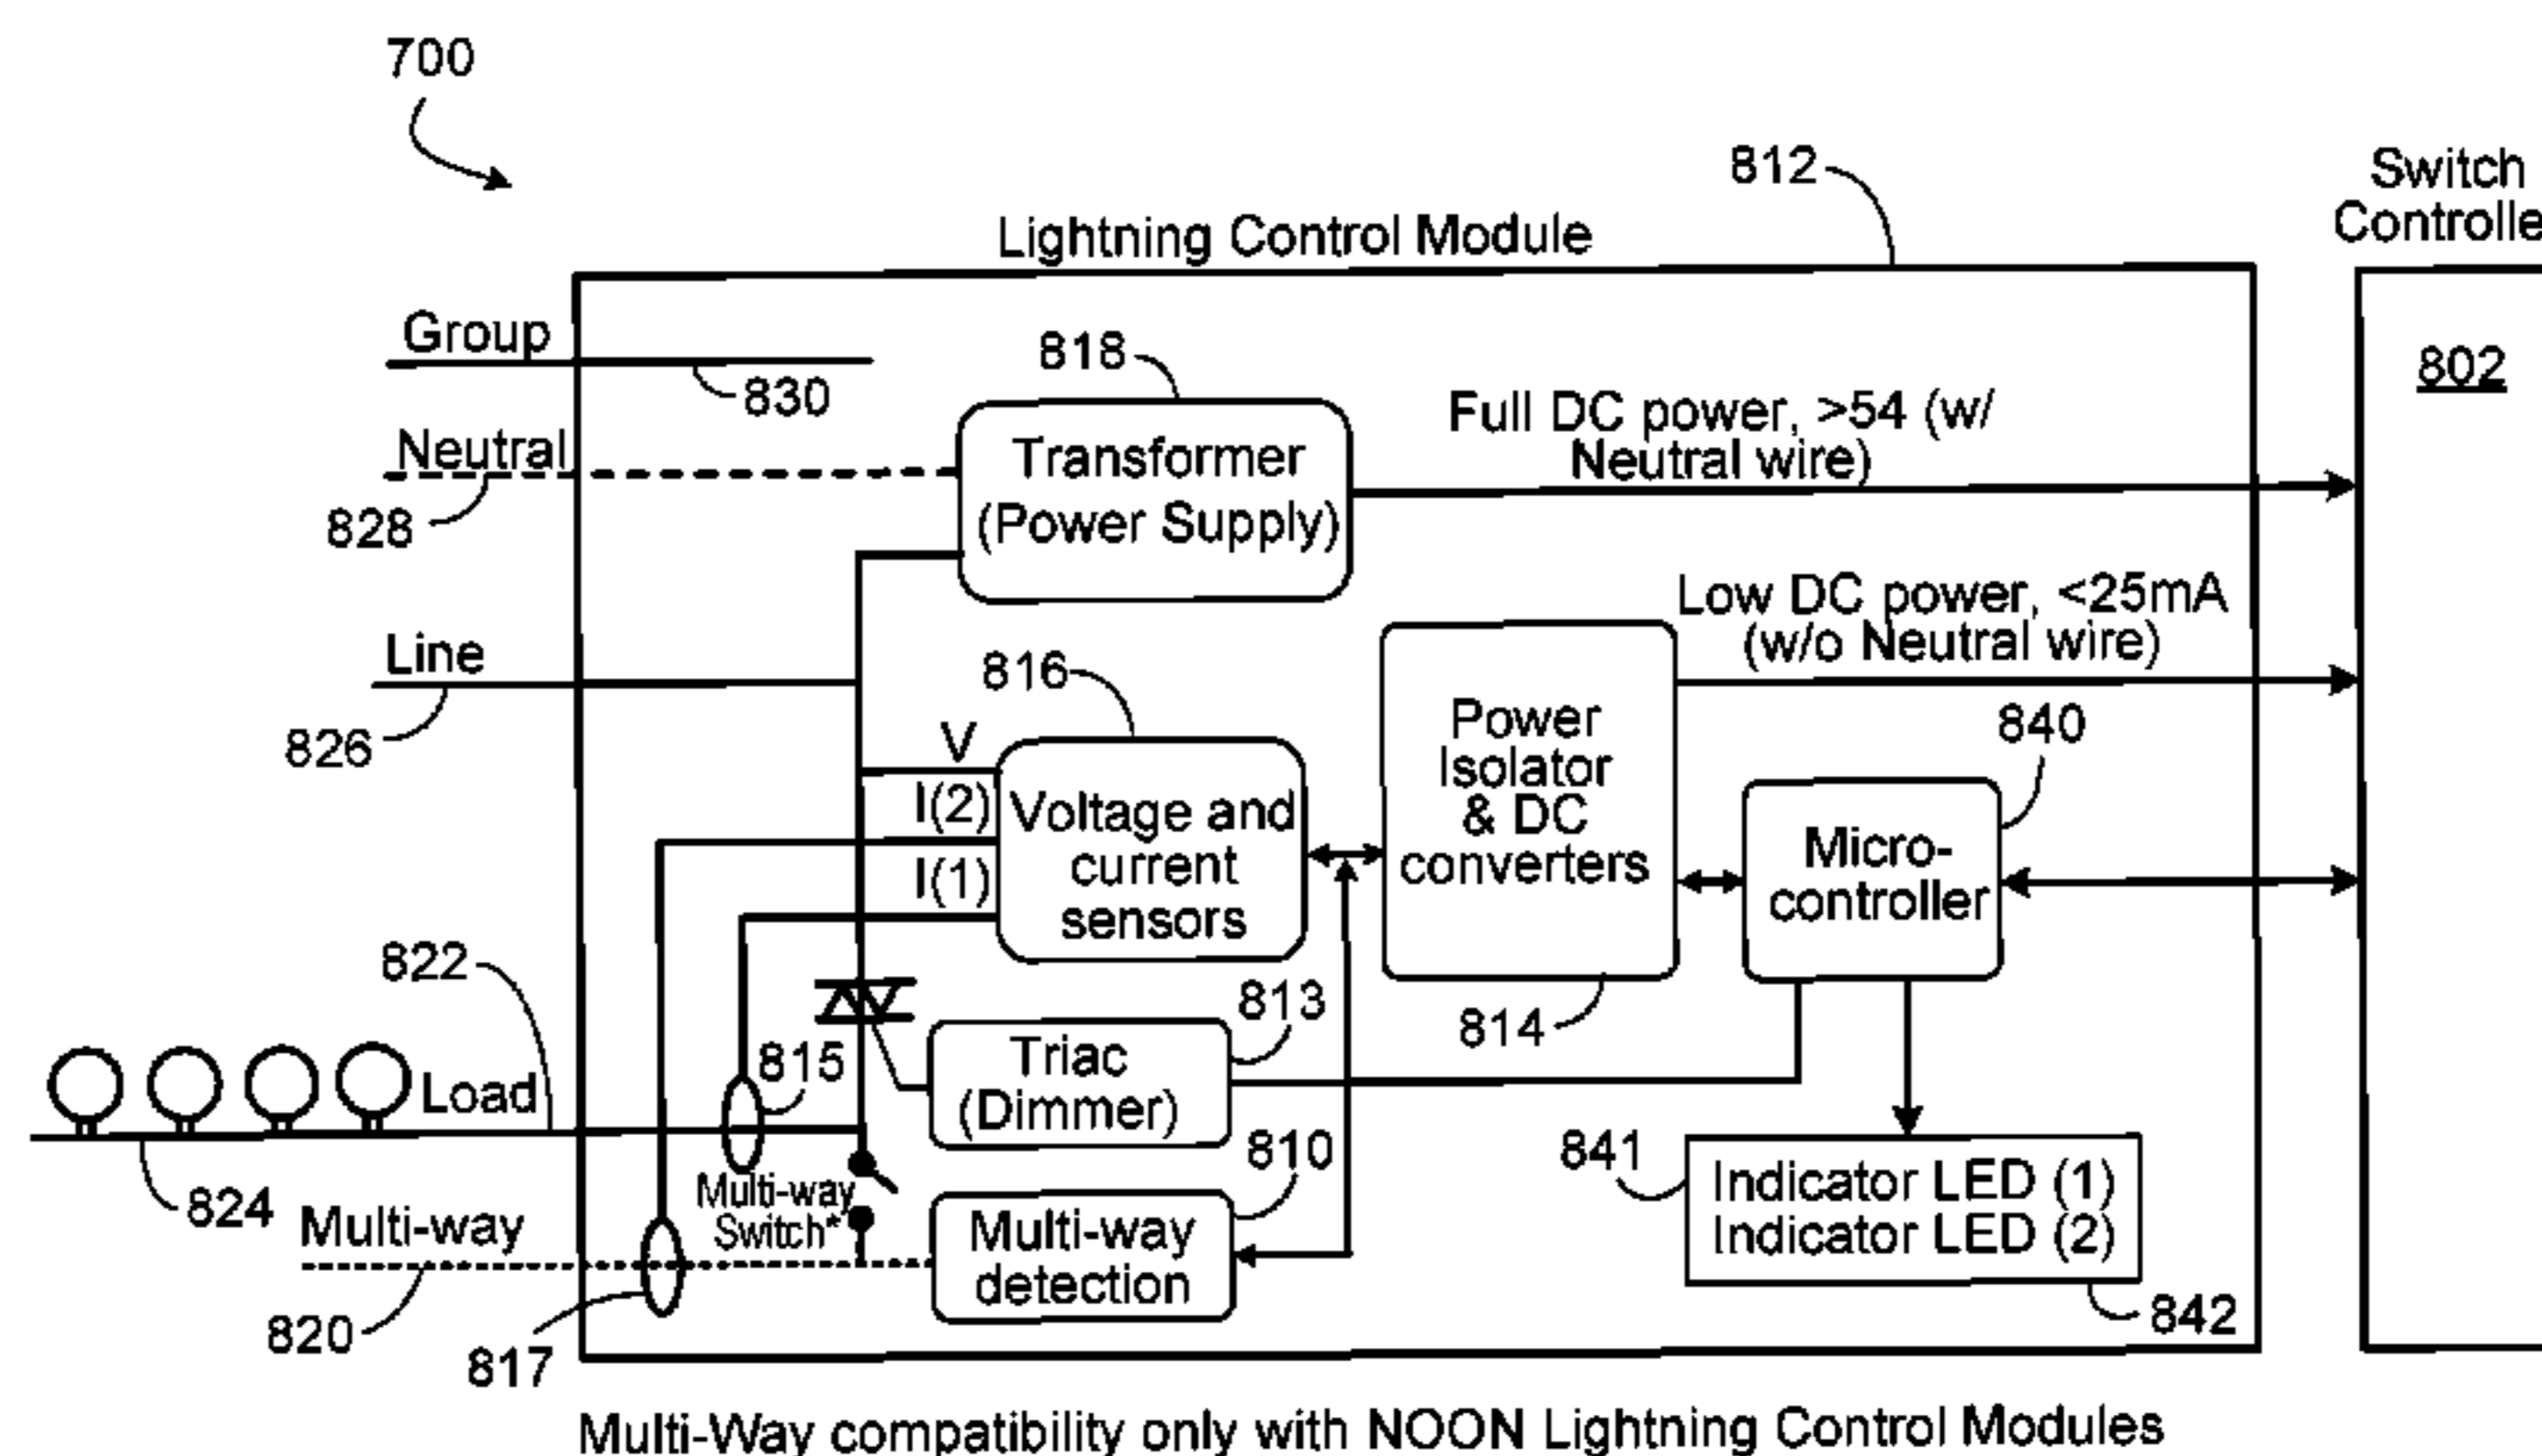 700
812
Switch
Controlle
Lightning Control Module
Group
830
818
802
Full DC power, >54 (w/
Neutral wire)
Neutral
828
Transformer
(Power Supply)
Low DC power, <25mA
(w/o Neutral wire)
Line
826
816
V
I(2)
I(1)
Voltage and
current
sensors
Power
Isolator
& DC
converters
814
840
Micro-
controller
822
813
815
Triac
(Dimmer)
Load
824
810
841
Indicator LED (1)
Indicator LED (2)
842
Multi-way
Switch*
Multi-way
820
Multi-way
detection
817
Multi-Way compatibility only with NOON Lightning Control Modules